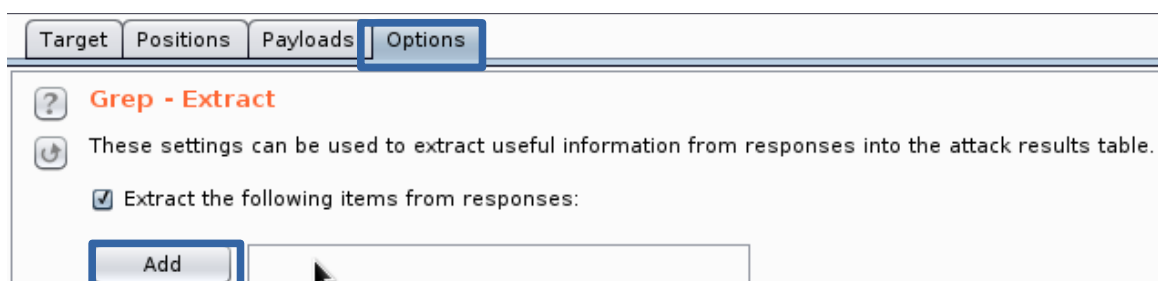 Target Positions Payloads Options
? Grep - Extract
These settings can be used to extract useful information from responses into the attack results table.
Extract the following items from responses:
Add